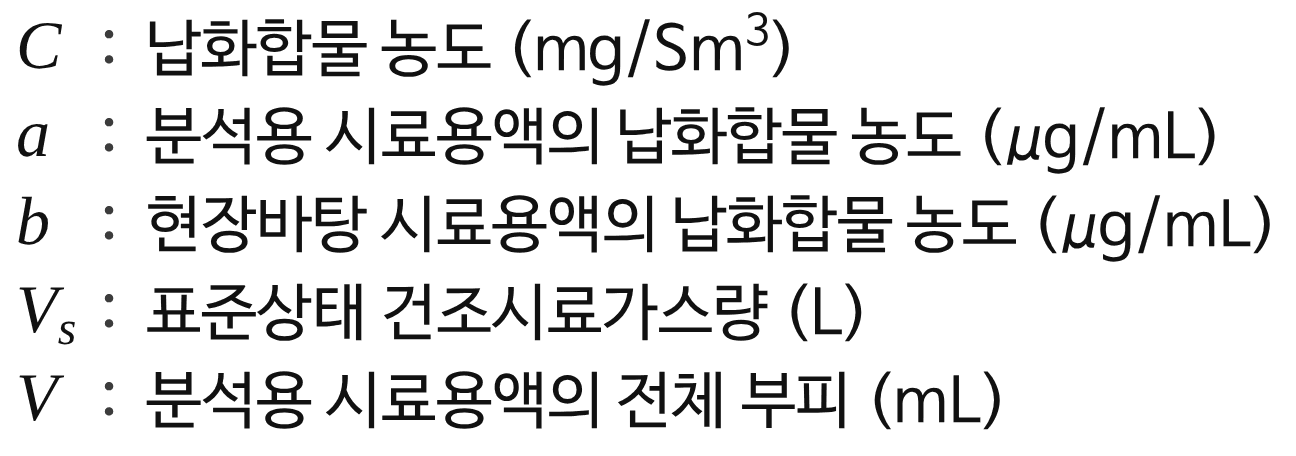 C : 납화합물 농도 (mg/Sm³)
a : 분석용 시료용액의 납화합물 농도 (μg/mL)
b : 현장바탕 시료용액의 납화합물 농도 (μg/mL)
Vₛ : 표준상태 건조시료가스량 (L)
V : 분석용 시료용액의 전체 부피 (mL)